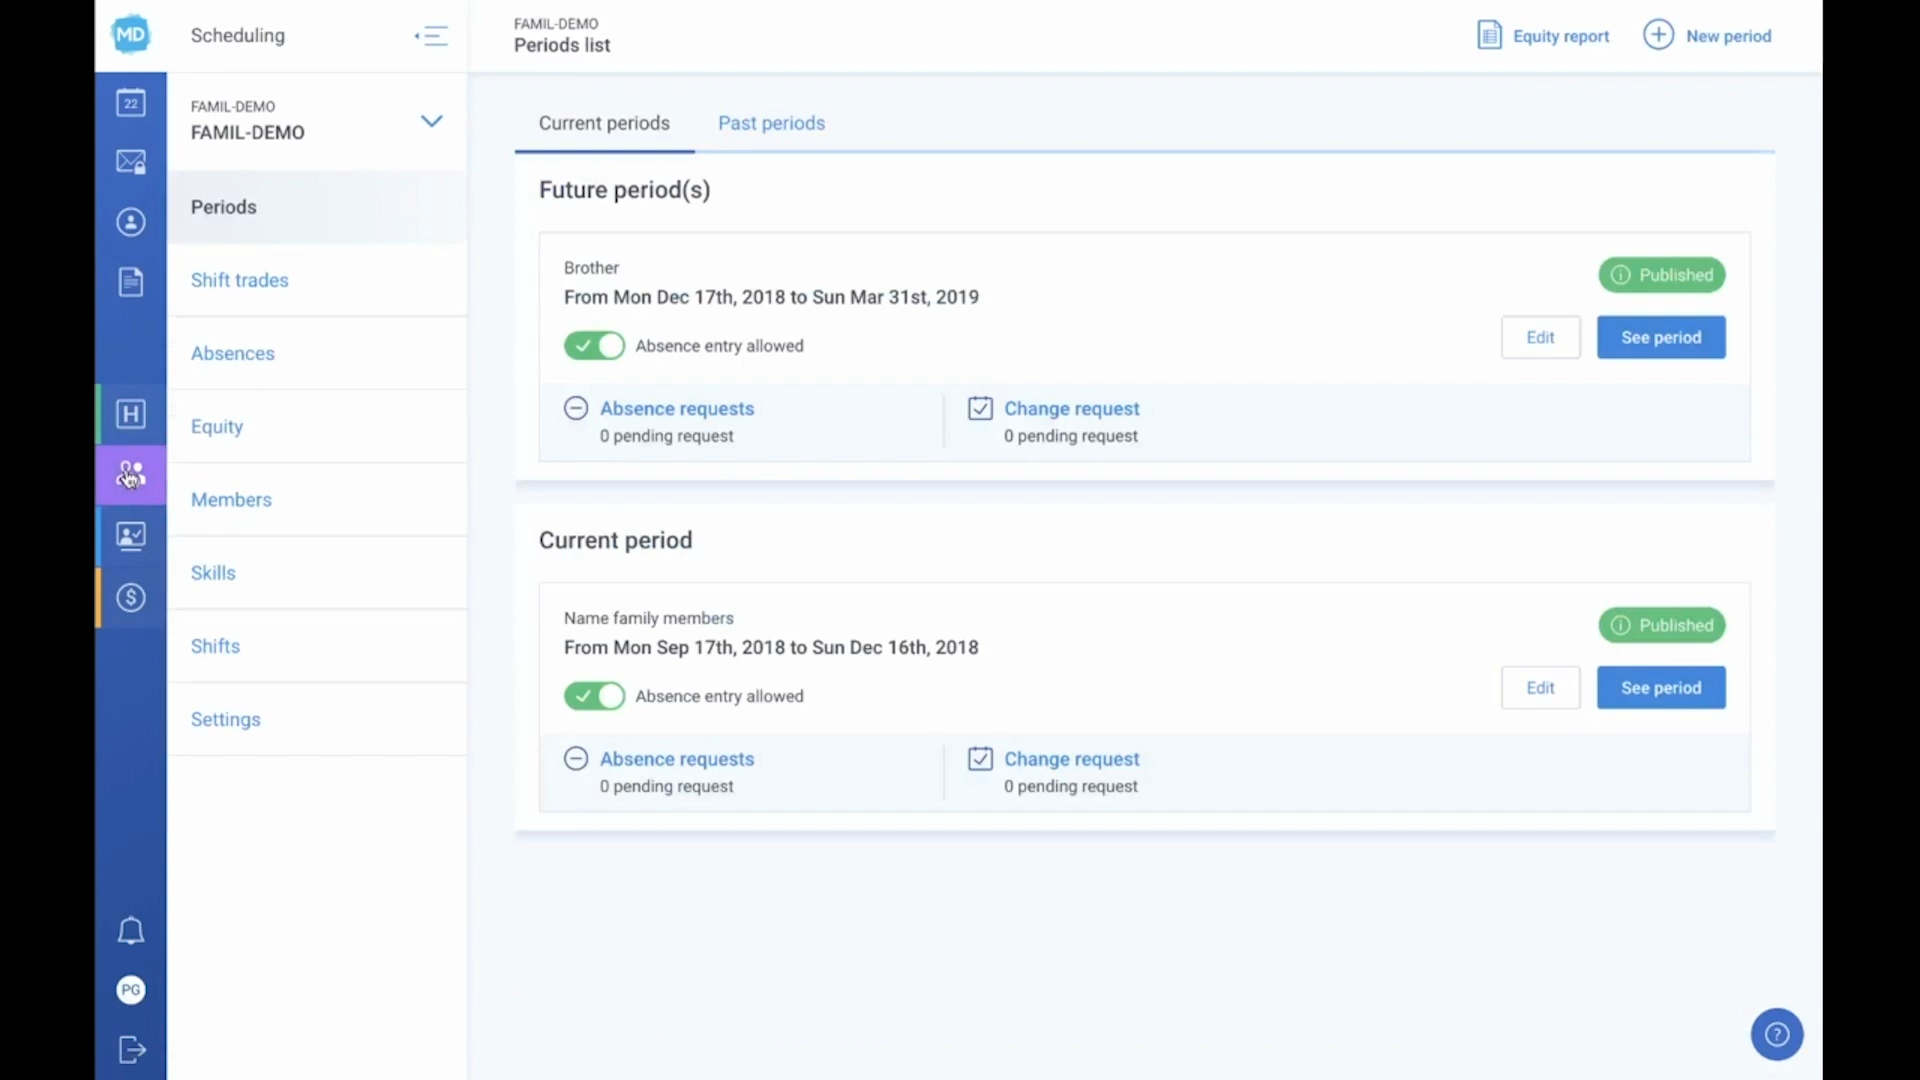 MD
Scheduling
FAMIL-DEMO
Periods list
Equity report
New period
22
FAMIL-DEMO
FAMIL-DEMO
Periods
Shift trades
Absences
Equity
Members
Skills
Shifts
Settings
H
$
PG
Current periods
Past periods
Future period(s)
Brother
From Mon Dec 17th, 2018 to Sun Mar 31st, 2019
Published
Absence entry allowed
Edit
See period
Absence requests
0 pending request
Change request
0 pending request
Current period
Name family members
From Mon Sep 17th, 2018 to Sun Dec 16th, 2018
Published
Absence entry allowed
Edit
See period
Absence requests
0 pending request
Change request
0 pending request
?